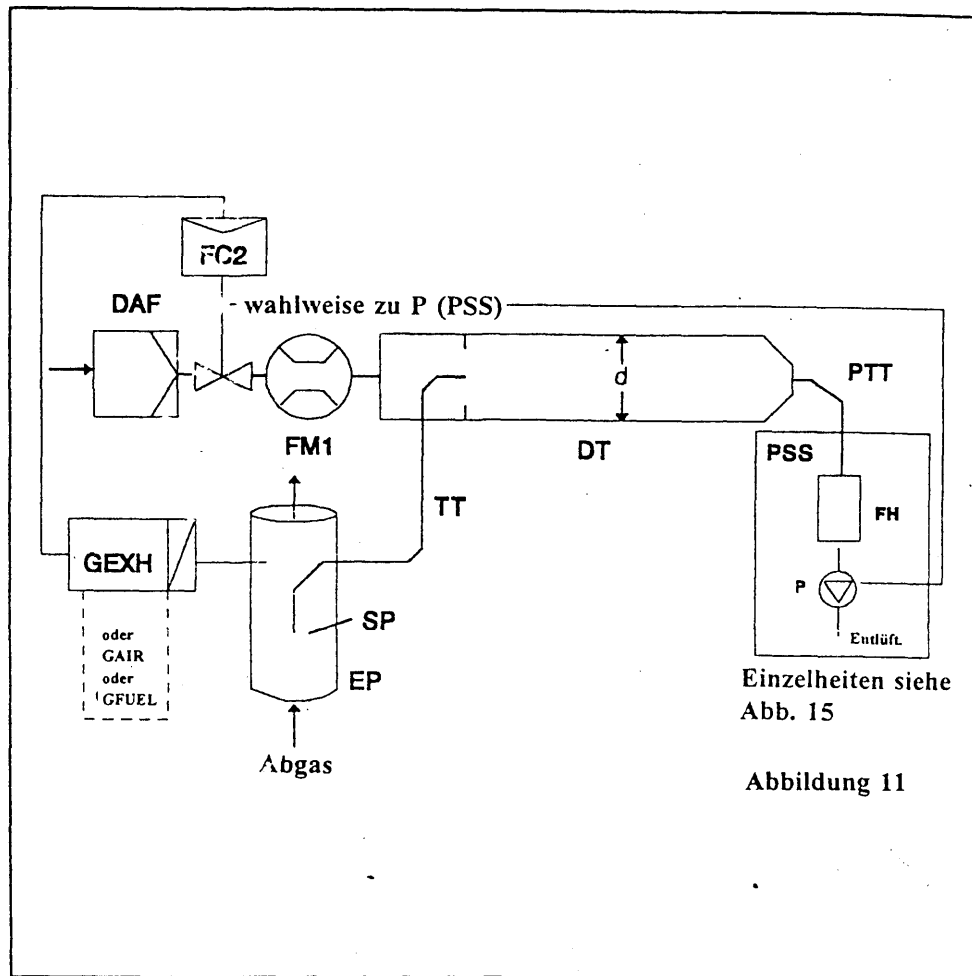 FC2
DAF
wahlweise zu P (PSS)
d
PTT
FM1
DT
PSS
TT
FH
GEXH
P
SP
oder
GAIR
oder
GFUEL
Entlüft.
EP
Einzelheiten siehe
Abb. 15
Abgas
Abbildung 11